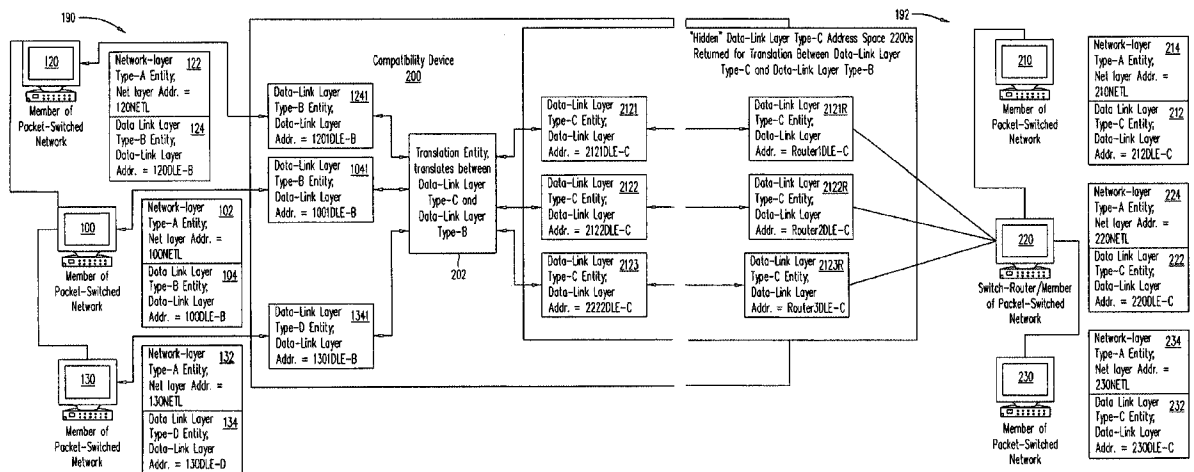 190
120
Member of
Packet-Switched
Network
Network-layer 122
Type-A Entity;
Net layer Addr. =
120NETL
Data Link Layer
124
Type-B Entity;
Data-Link Layer
Addr. = 120DLE-B
100
Member of
Packet-Switched
Network
Network-layer
102
Type-A Entity;
Net layer Addr. =
100NETL
Data Link Layer
104
Type-B Entity;
Data-Link Layer
Addr. = 100DLE-B
130
Member of
Packet-Switched
Network
Network-layer 132
Type-A Entity;
Net layer Addr. =
130NETL
Data Link Layer
134
Type-D Entity;
Data-Link Layer
Addr. = 130DLE-D
Compatibility Device
200
Data-Link Layer
1241
Type-B Entity,
Data-Link Layer
Addr. = 1201DLE-B
Data-Link Layer
1041
Type-B Entity,
Data-Link Layer
Addr. = 1001DLE-B
Data-Link Layer
1341
Type-D Entity;
Data-Link Layer
Addr. = 1301DLE-B
Translation Entity,
translates between
Data-Link Layer
Type-C and
Data-Link Layer
Type-B
202
"Hidden" Data-Link Layer Type-C Address Space 2200s
Returned for Translation Between Data-Link Layer
Type-C and Data-Link Layer Type-B
Data-Link Layer 2121
Type-C Entity;
Data-Link Layer
Addr. = 2121DLE-C
Data-Link Layer 2121R
Type-C Entity;
Data-Link Layer
Addr. = Router1DLE-C
Data-Link Layer 2122
Type-C Entity;
Data-Link Layer
Addr. = 2122DLE-C
Data-Link Layer 2122R
Type-C Entity;
Data-Link Layer
Addr. = Router2DLE-C
Data-Link Layer 2123
Type-C Entity;
Data-Link Layer
Addr. = 2222DLE-C
Data-Link Layer 2123R
Type-C Entity;
Data-Link Layer
Addr. = Router3DLE-C
192
210
Member of
Packet-Switched
Network
Network-layer 214
Type-A Entity;
Net layer Addr. =
210NETL
Data Link Layer
212
Type-C Entity;
Data-Link Layer
Addr. = 212DLE-C
220
Switch-Router/Member
of Packet-Switched
Network
Network-layer 224
Type-A Entity;
Net layer Addr. =
220NETL
Data Link Layer 222
Type-C Entity;
Data-Link Layer
Addr. = 220DLE-C
230
Member of
Packet-Switched
Network
Network-layer 234
Type-A Entity;
Net layer Addr. =
230NETL
Data Link Layer 232
Type-C Entity;
Data-Link Layer
Addr. = 230DLE-C